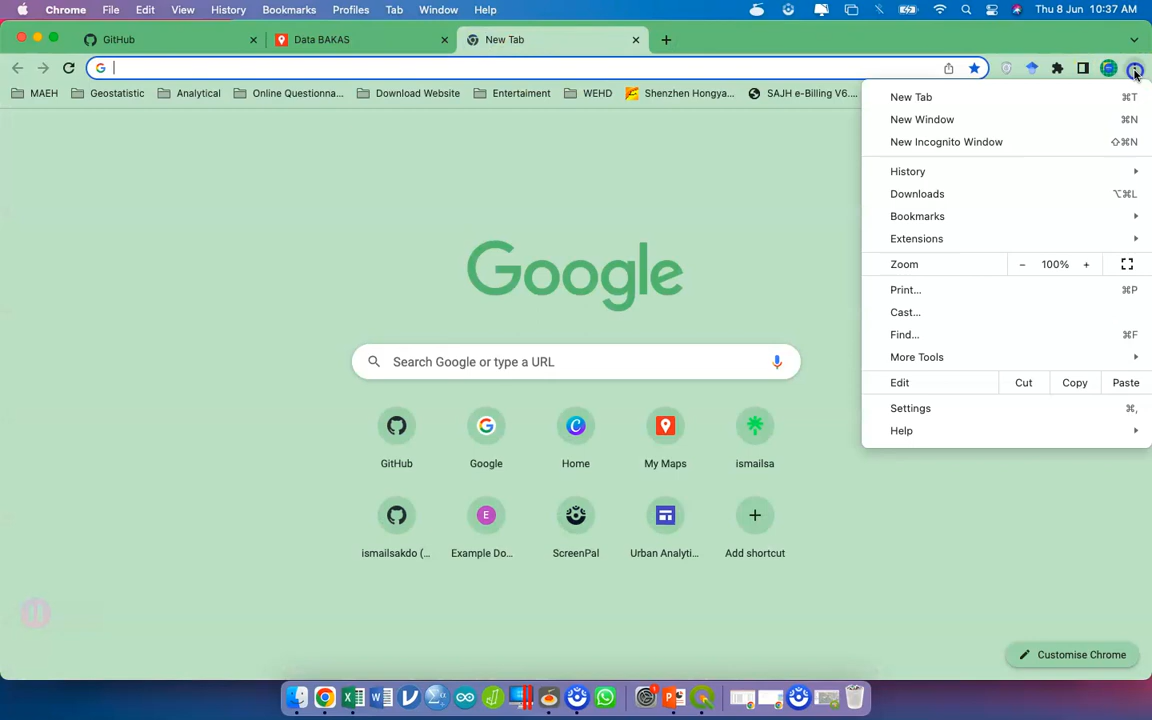 Chrome File Edit View History Bookmarks Profiles Tab Window Help Thu 8 Jun 10:37 AM
GitHub Data BAKAS New Tab
MAEH Geostatistic Analytical Online Questionna... Download Website Entertaiment WEHD Shenzhen Hongya... SAJH e-Billing V6....
New Tab ⌘T
New Window ⌘N
New Incognito Window ⇧⌘N
History
Downloads ⌥⌘L
Bookmarks
Extensions
Zoom − 100% +
Print... ⌘P
Cast...
Find... ⌘F
More Tools
Edit Cut Copy Paste
Settings ⌘,
Help
Google
Search Google or type a URL
GitHub Google Home My Maps ismailsa
E
ismailsakdo (... Example Do... ScreenPal Urban Analyti... Add shortcut
Customise Chrome